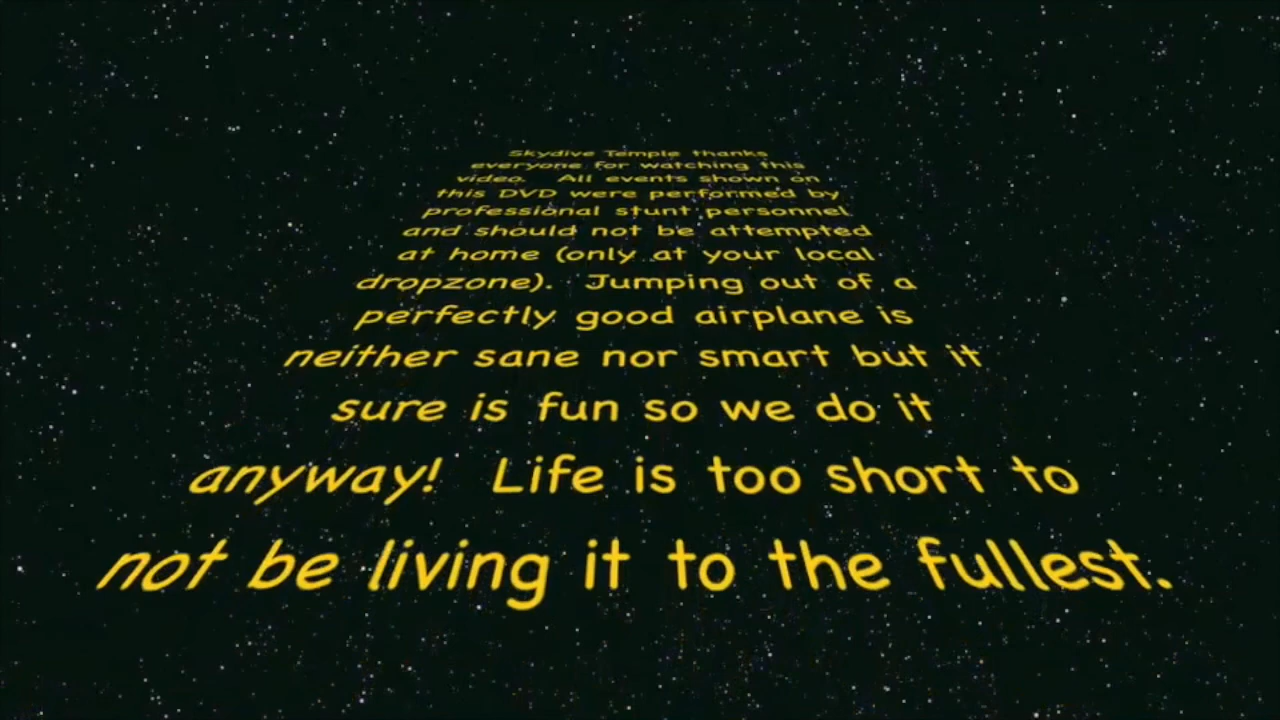 Skydive Temple thanks
everyone for watching this
video. All events shown on
this DVD were performed by
professional stunt personnel
and should not be attempted
at home (only at your local
dropzone). Jumping out of a
perfectly good airplane is
neither sane nor smart but it
sure is fun so we do it
anyway! Life is too short to
not be living it to the fullest.